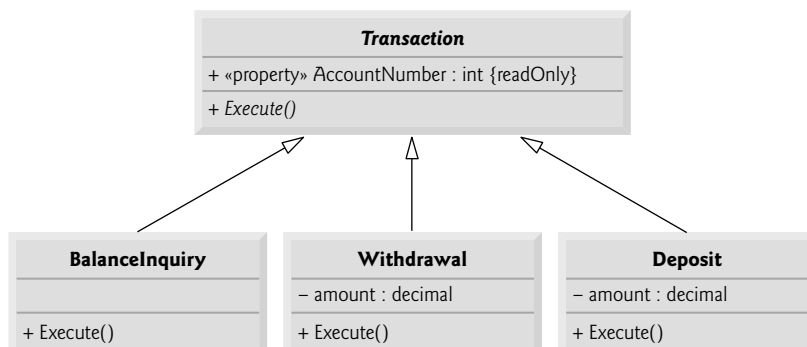 Transaction
+ «property» AccountNumber : int {readOnly}
+ Execute()
BalanceInquiry
+ Execute()
Withdrawal
– amount : decimal
+ Execute()
Deposit
– amount : decimal
+ Execute()